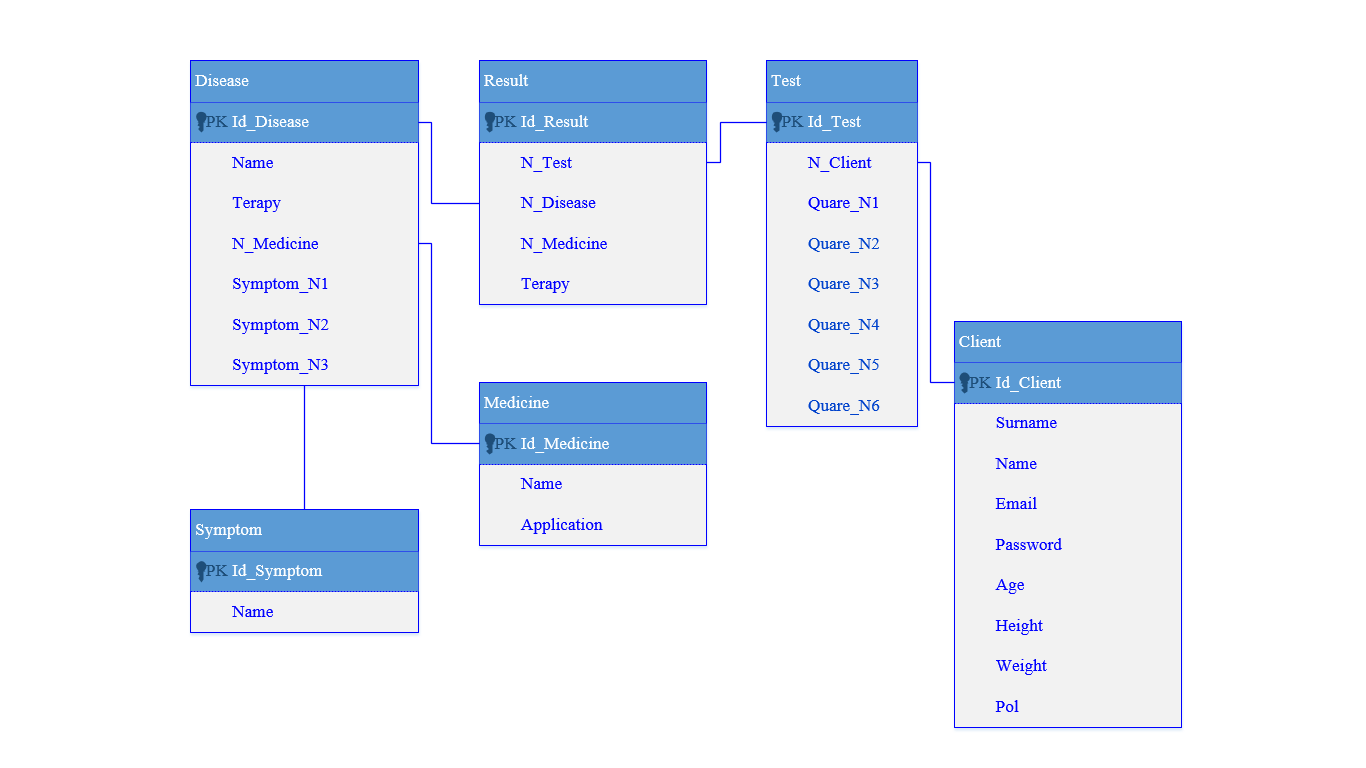 Disease
PK Id_Disease
Name
Terapy
N_Medicine
Symptom_N1
Symptom_N2
Symptom_N3
Result
PK Id_Result
N_Test
N_Disease
N_Medicine
Terapy
Test
PK Id_Test
N_Client
Quare_N1
Quare_N2
Quare_N3
Quare_N4
Quare_N5
Quare_N6
Client
PK Id_Client
Surname
Name
Email
Password
Age
Height
Weight
Pol
Medicine
PK Id_Medicine
Name
Application
Symptom
PK Id_Symptom
Name